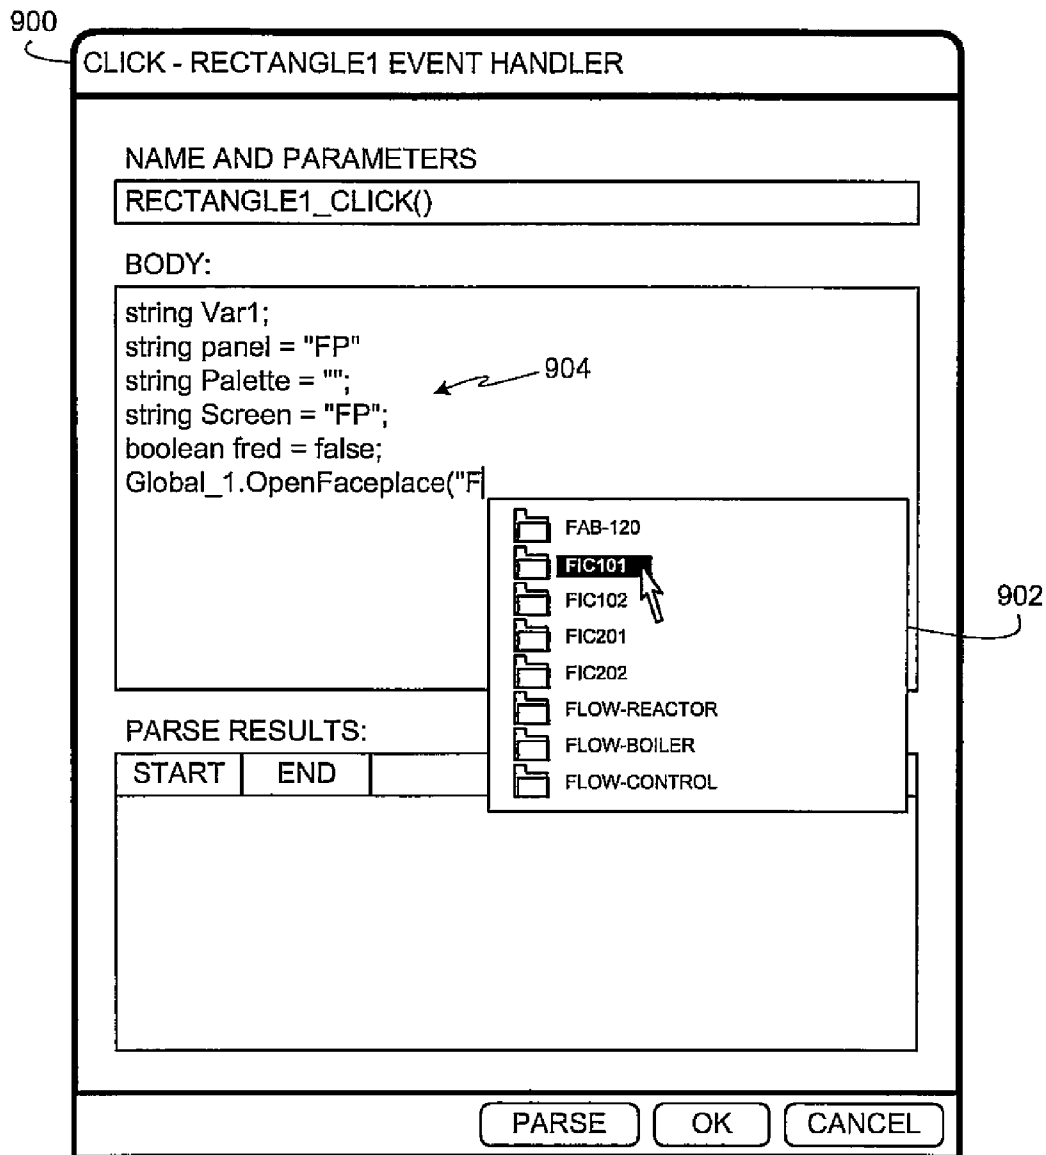 900
CLICK - RECTANGLE1 EVENT HANDLER
NAME AND PARAMETERS
RECTANGLE1_CLICK()
BODY:
string Var1;
string panel = "FP"
string Palette = "";
904
string Screen = "FP";
boolean fred = false;
Global_1.OpenFaceplace("F
FAB-120
FIC101
FIC102
902
FIC201
FIC202
FLOW-REACTOR
FLOW-BOILER
FLOW-CONTROL
PARSE RESULTS:
START END
PARSE OK CANCEL